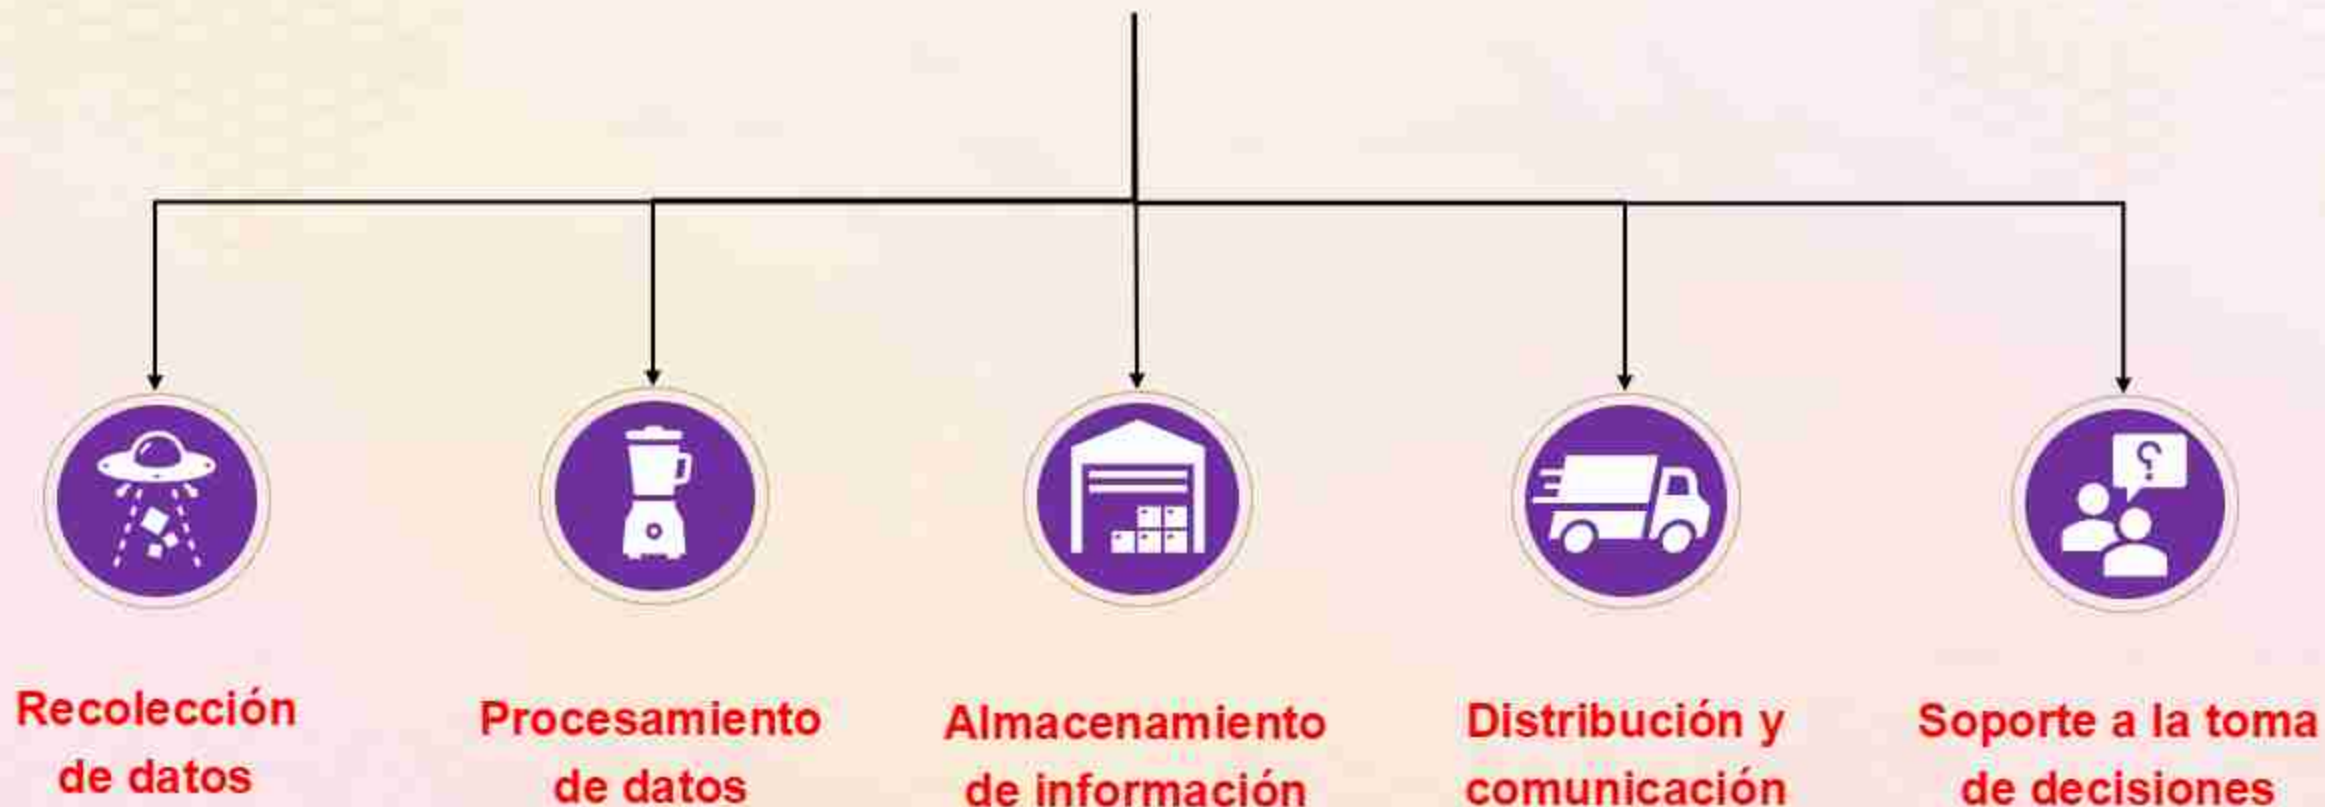 Recolección
de datos
Procesamiento
de datos
Almacenamiento
de información
Distribución y
comunicación
Soporte a la toma
de decisiones